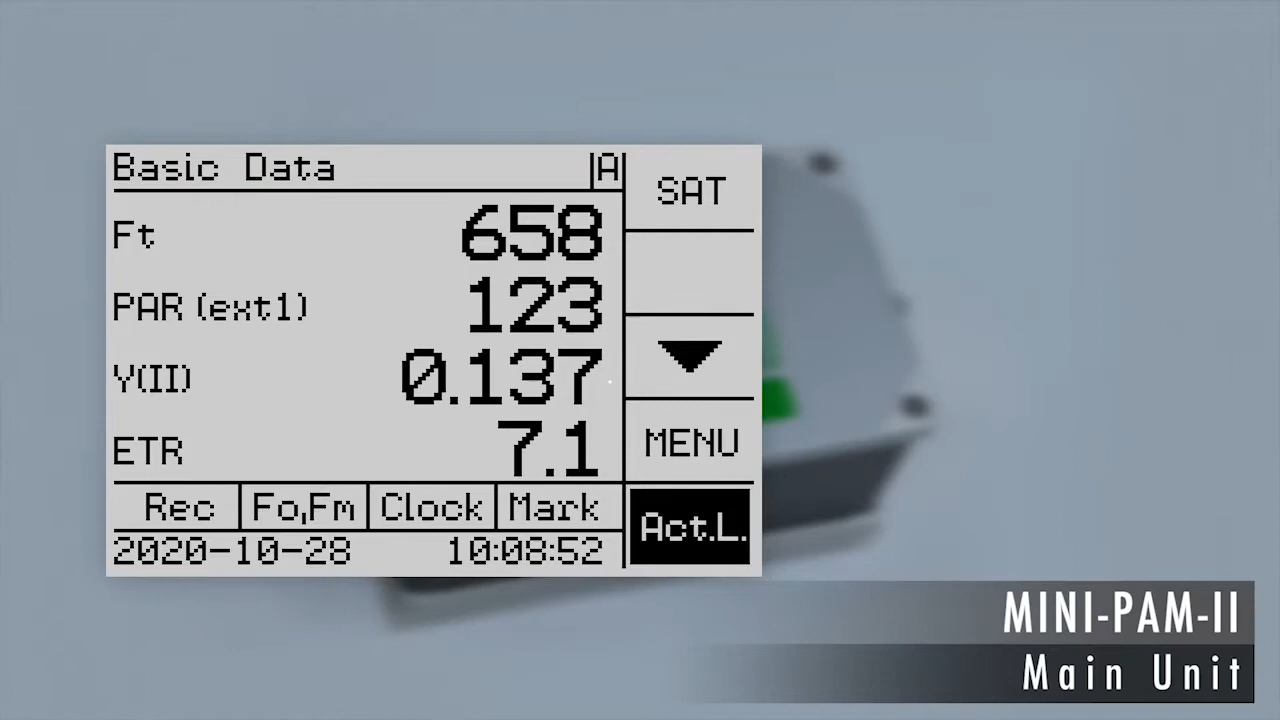 Basic Data |A
SAT
Ft 658
PAR (ext1) 123
Y(II) 0.137
ETR 7.1
MENU
Rec Fo,Fm Clock Mark
Act.L.
2020-10-28 10:08:52
MINI-PAM-II
Main Unit